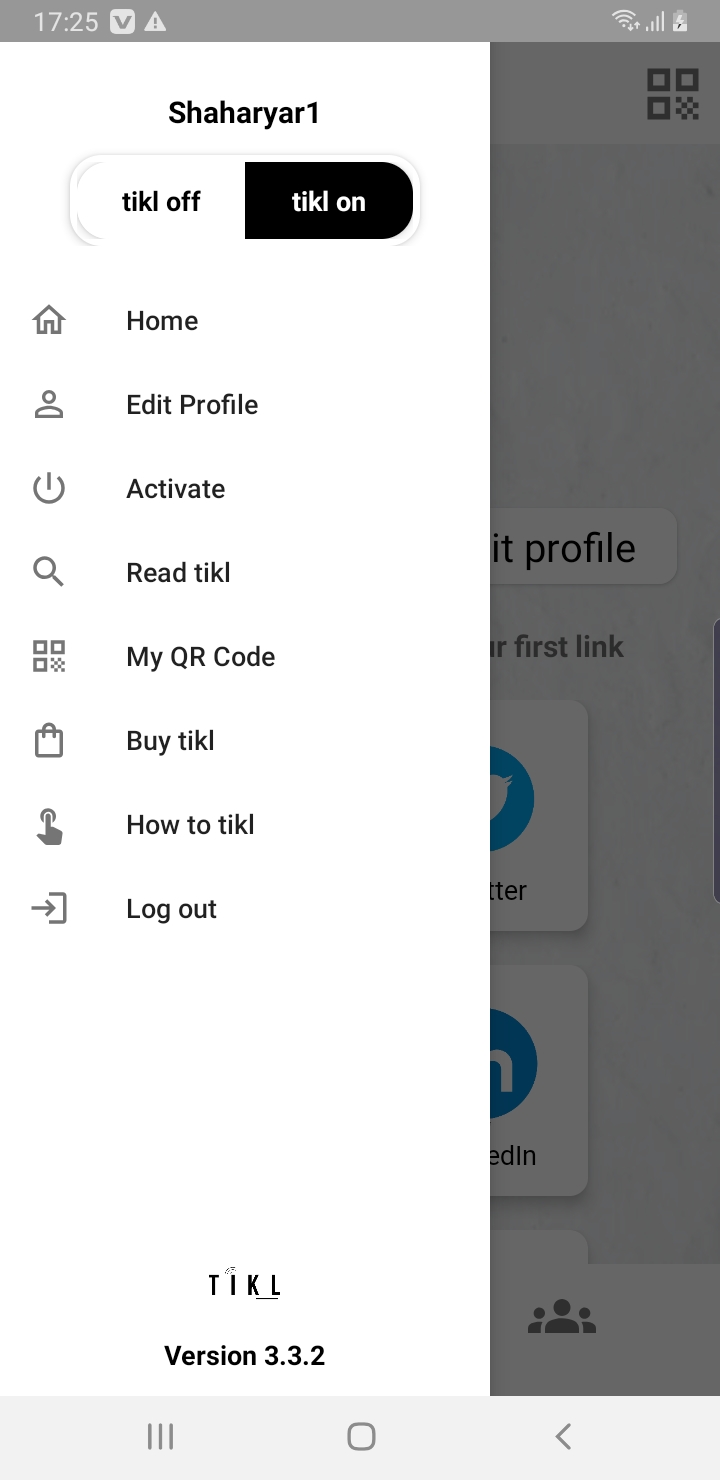 17:25
Shaharyar1
tikl off tikl on
Home
Edit Profile
Activate
it profile
Read tikl
ur first link
My QR Code
Buy tikl
How to tikl
tter
Log out
edIn
TIKL
Version 3.3.2